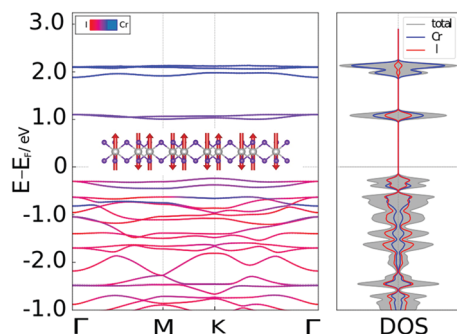 I Cr
3.0
2.0
1.0
0
-1.0
-2.0
-1.0
E-E_F/ eV
Γ M K Γ
total
Cr
I
DOS